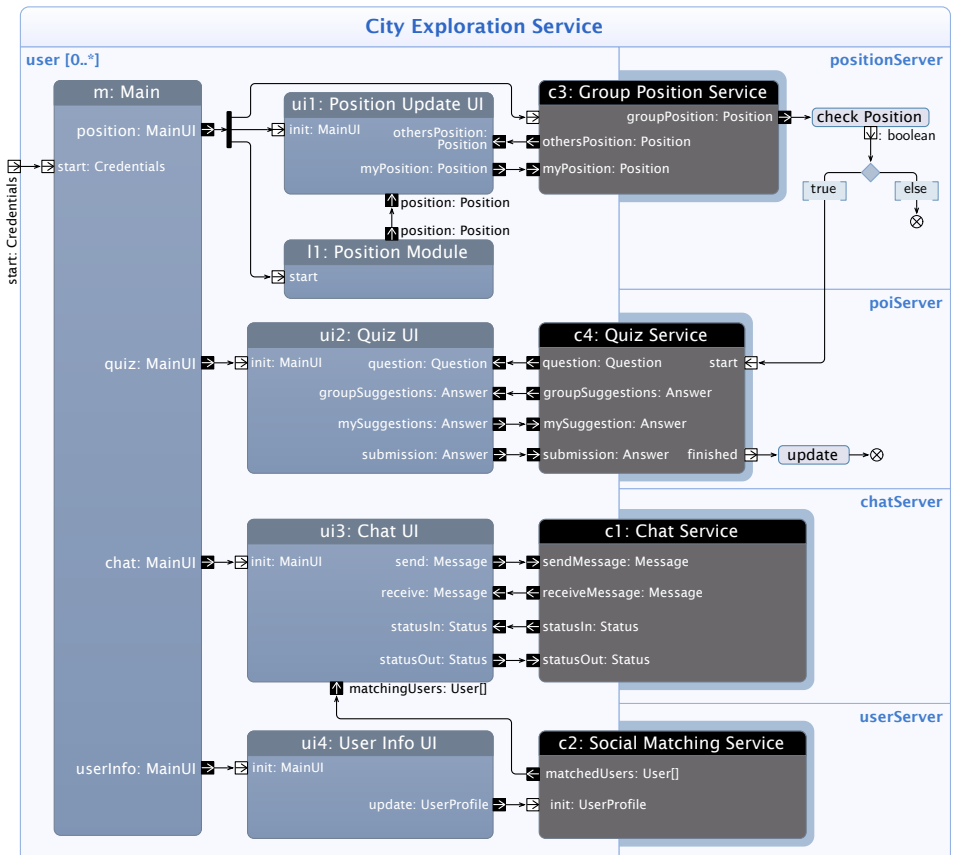 City Exploration Service
user [0..*]
positionServer
m: Main
position: MainUI
start: Credentials
start: Credentials
ui1: Position Update UI
init: MainUI
othersPosition:
Position
myPosition: Position
position: Position
position: Position
l1: Position Module
start
c3: Group Position Service
groupPosition: Position
othersPosition: Position
myPosition: Position
check Position
: boolean
true
else
poiServer
quiz: MainUI
ui2: Quiz UI
init: MainUI
question: Question
groupSuggestions: Answer
mySuggestions: Answer
submission: Answer
c4: Quiz Service
question: Question
start
groupSuggestions: Answer
mySuggestion: Answer
submission: Answer
finished
update
chatServer
chat: MainUI
ui3: Chat UI
init: MainUI
send: Message
receive: Message
statusIn: Status
statusOut: Status
matchingUsers: User[]
c1: Chat Service
sendMessage: Message
receiveMessage: Message
statusIn: Status
statusOut: Status
userServer
userInfo: MainUI
ui4: User Info UI
init: MainUI
update: UserProfile
c2: Social Matching Service
matchedUsers: User[]
init: UserProfile